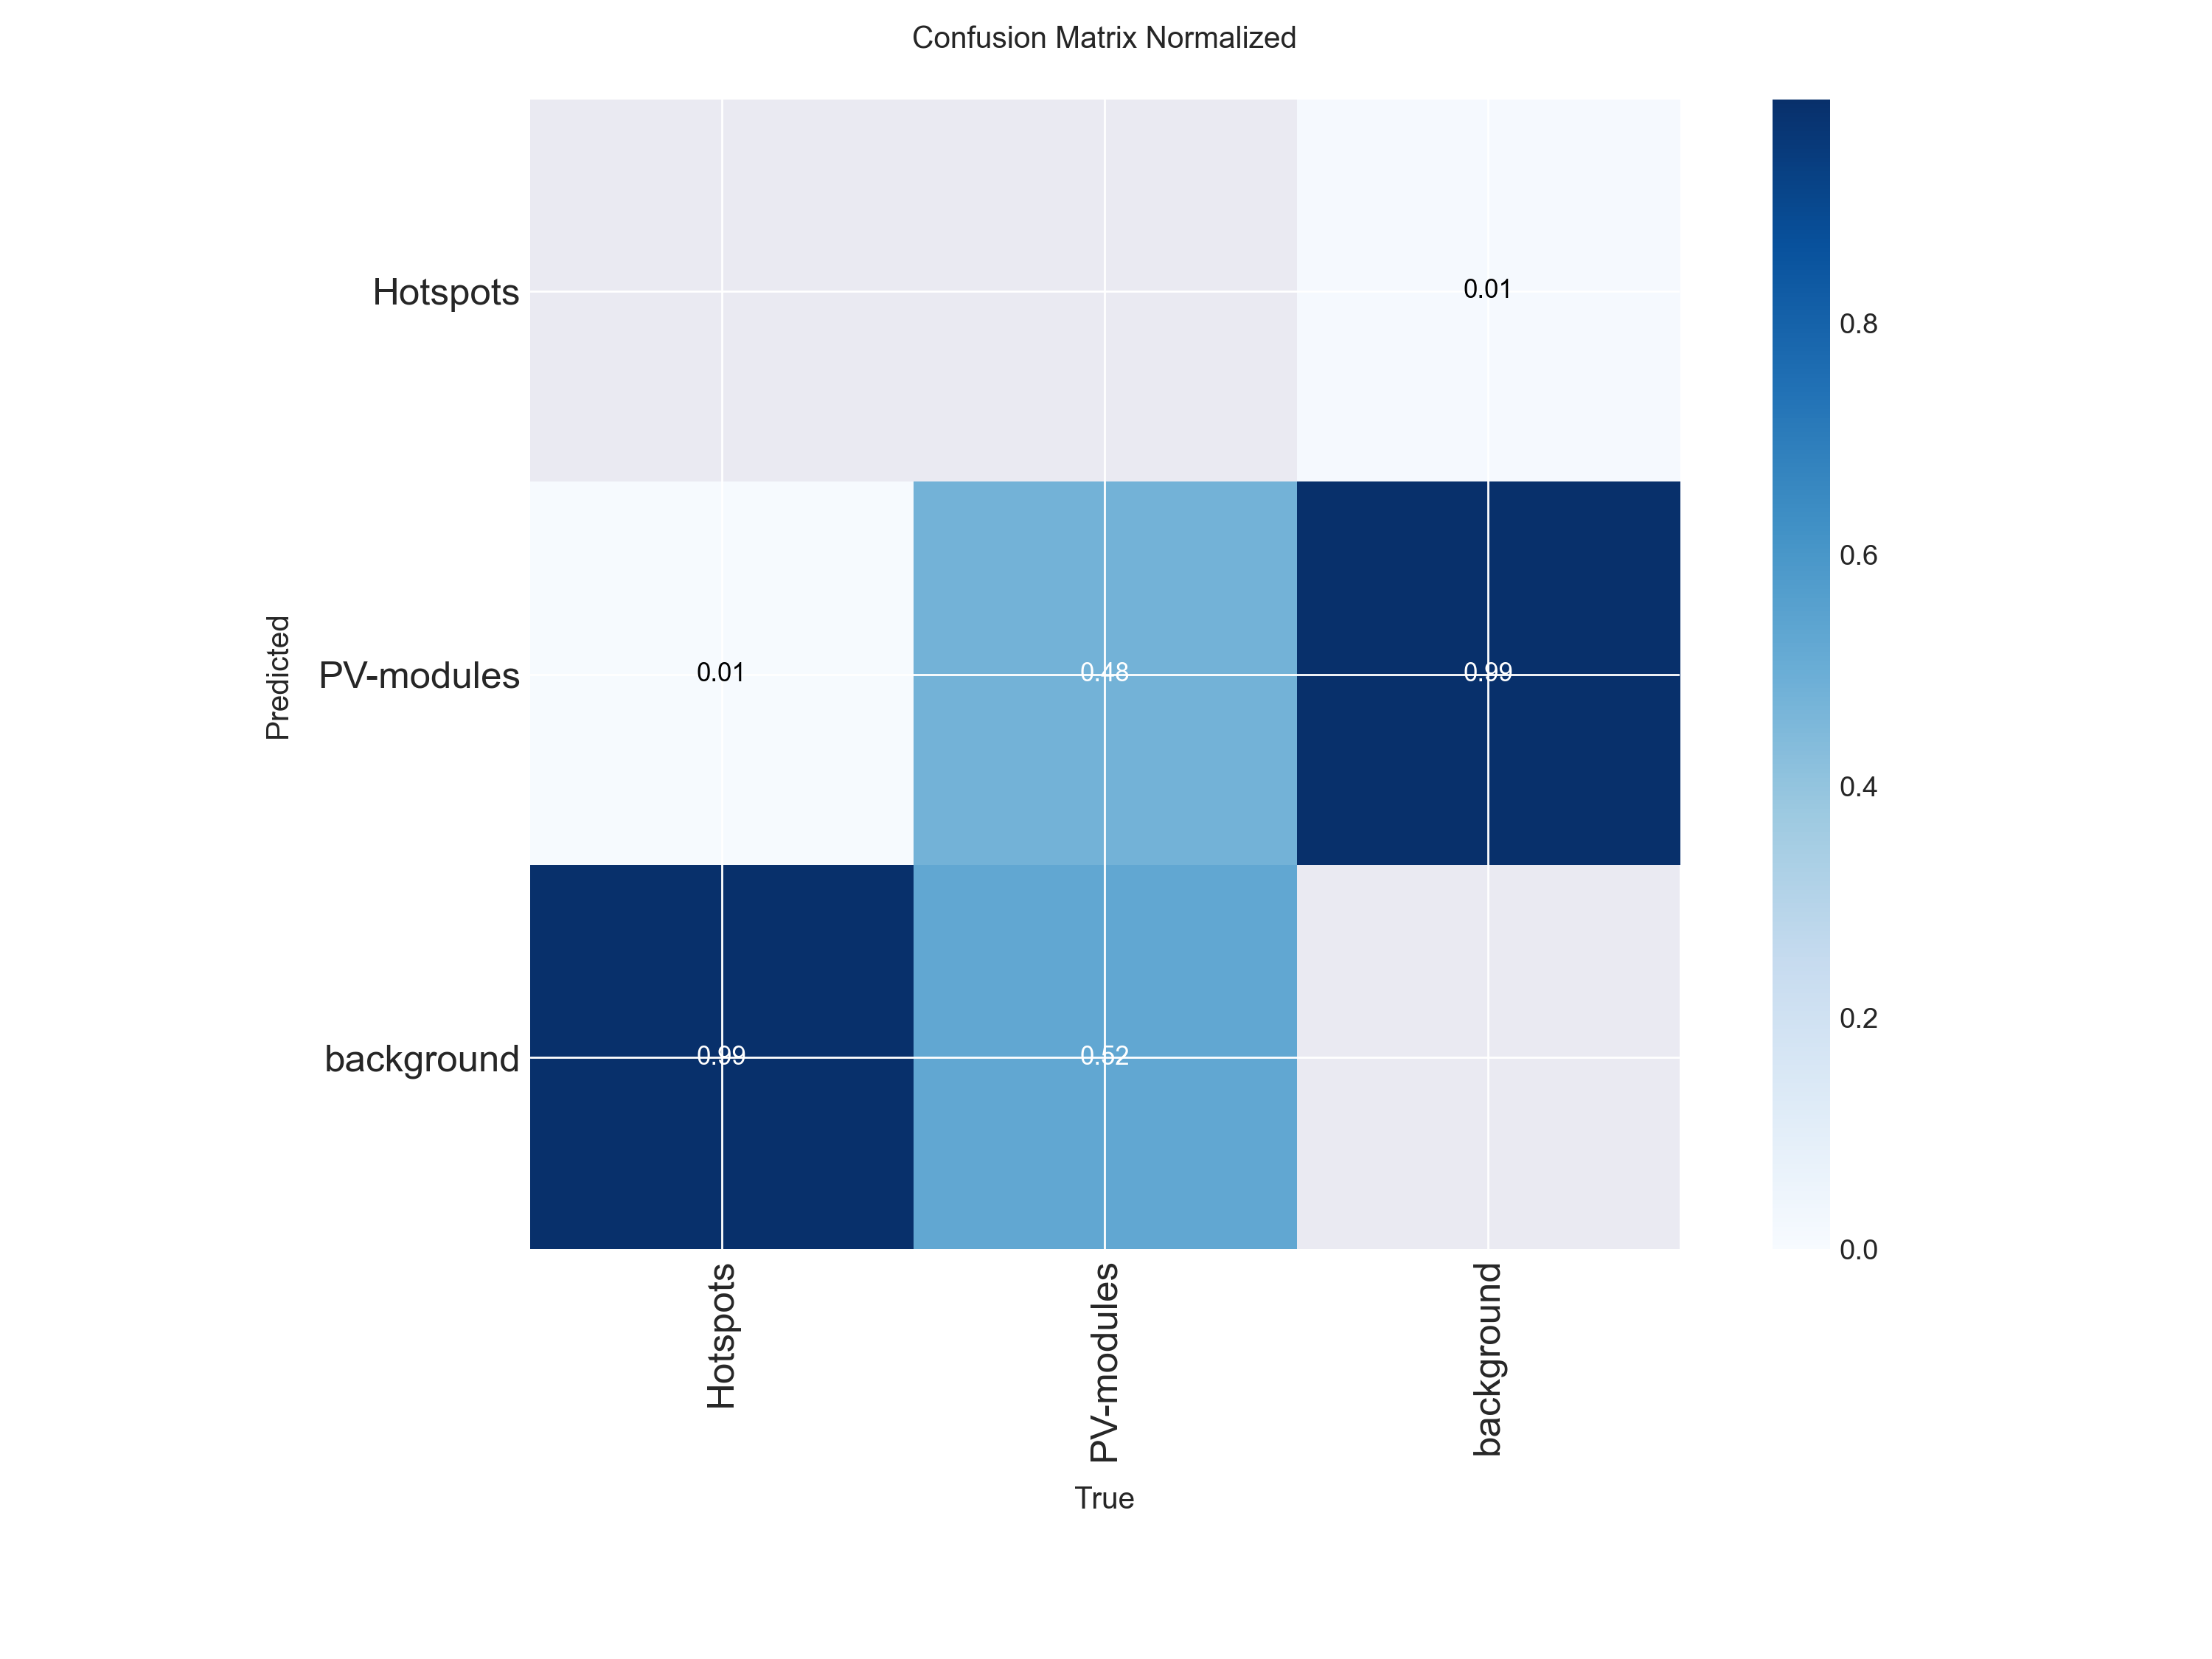 Confusion Matrix Normalized
Hotspots
PV-modules
background
Predicted
0.01
0.01
0.48
0.99
0.99
0.52
Hotspots
PV-modules
background
True
0.8
0.6
0.4
0.2
0.0